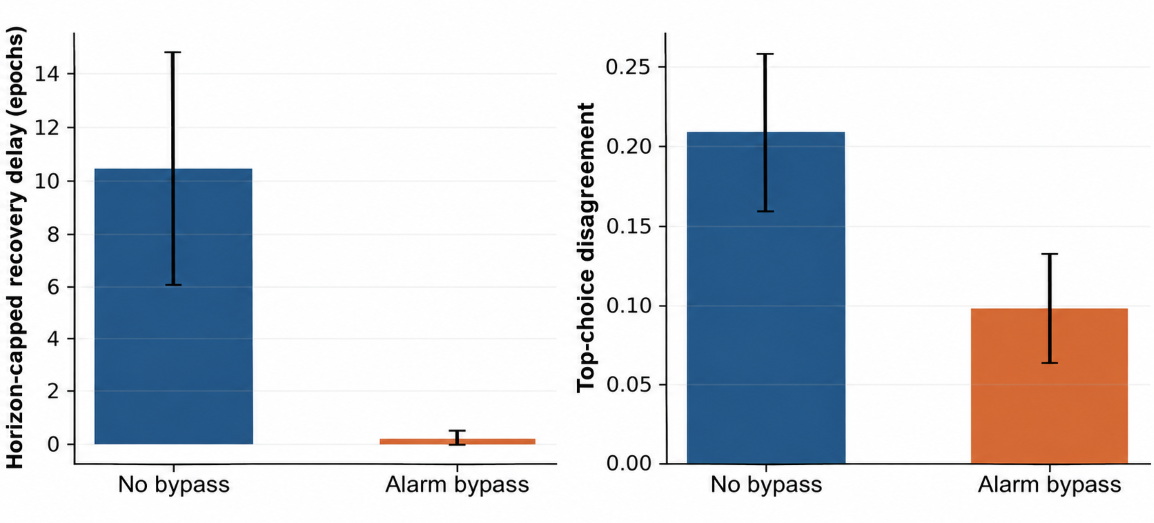 Horizon-capped recovery delay (epochs)
14
12
10
8
6
4
2
0
No bypass
Alarm bypass
Top-choice disagreement
0.25
0.20
0.15
0.10
0.05
0.00
No bypass
Alarm bypass